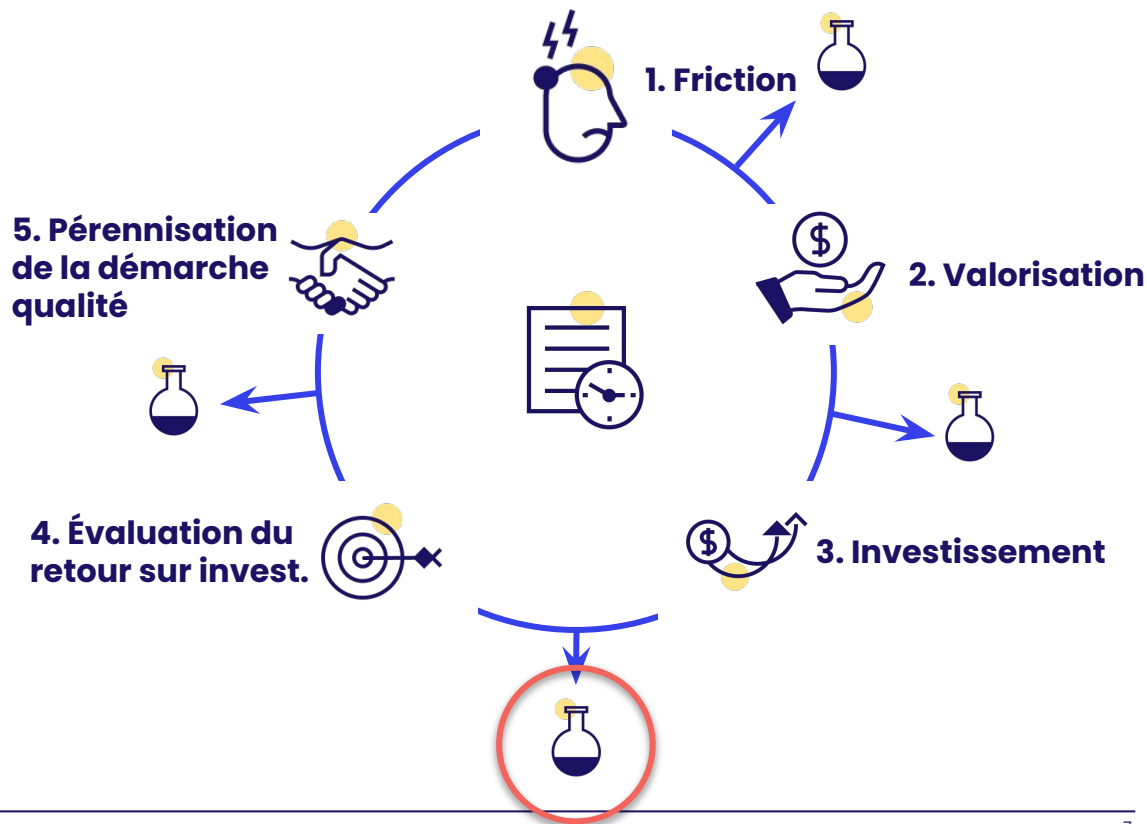 1. Friction
2. Valorisation
3. Investissement
4. Évaluation du
retour sur invest.
5. Pérennisation
de la démarche
qualité
$
$